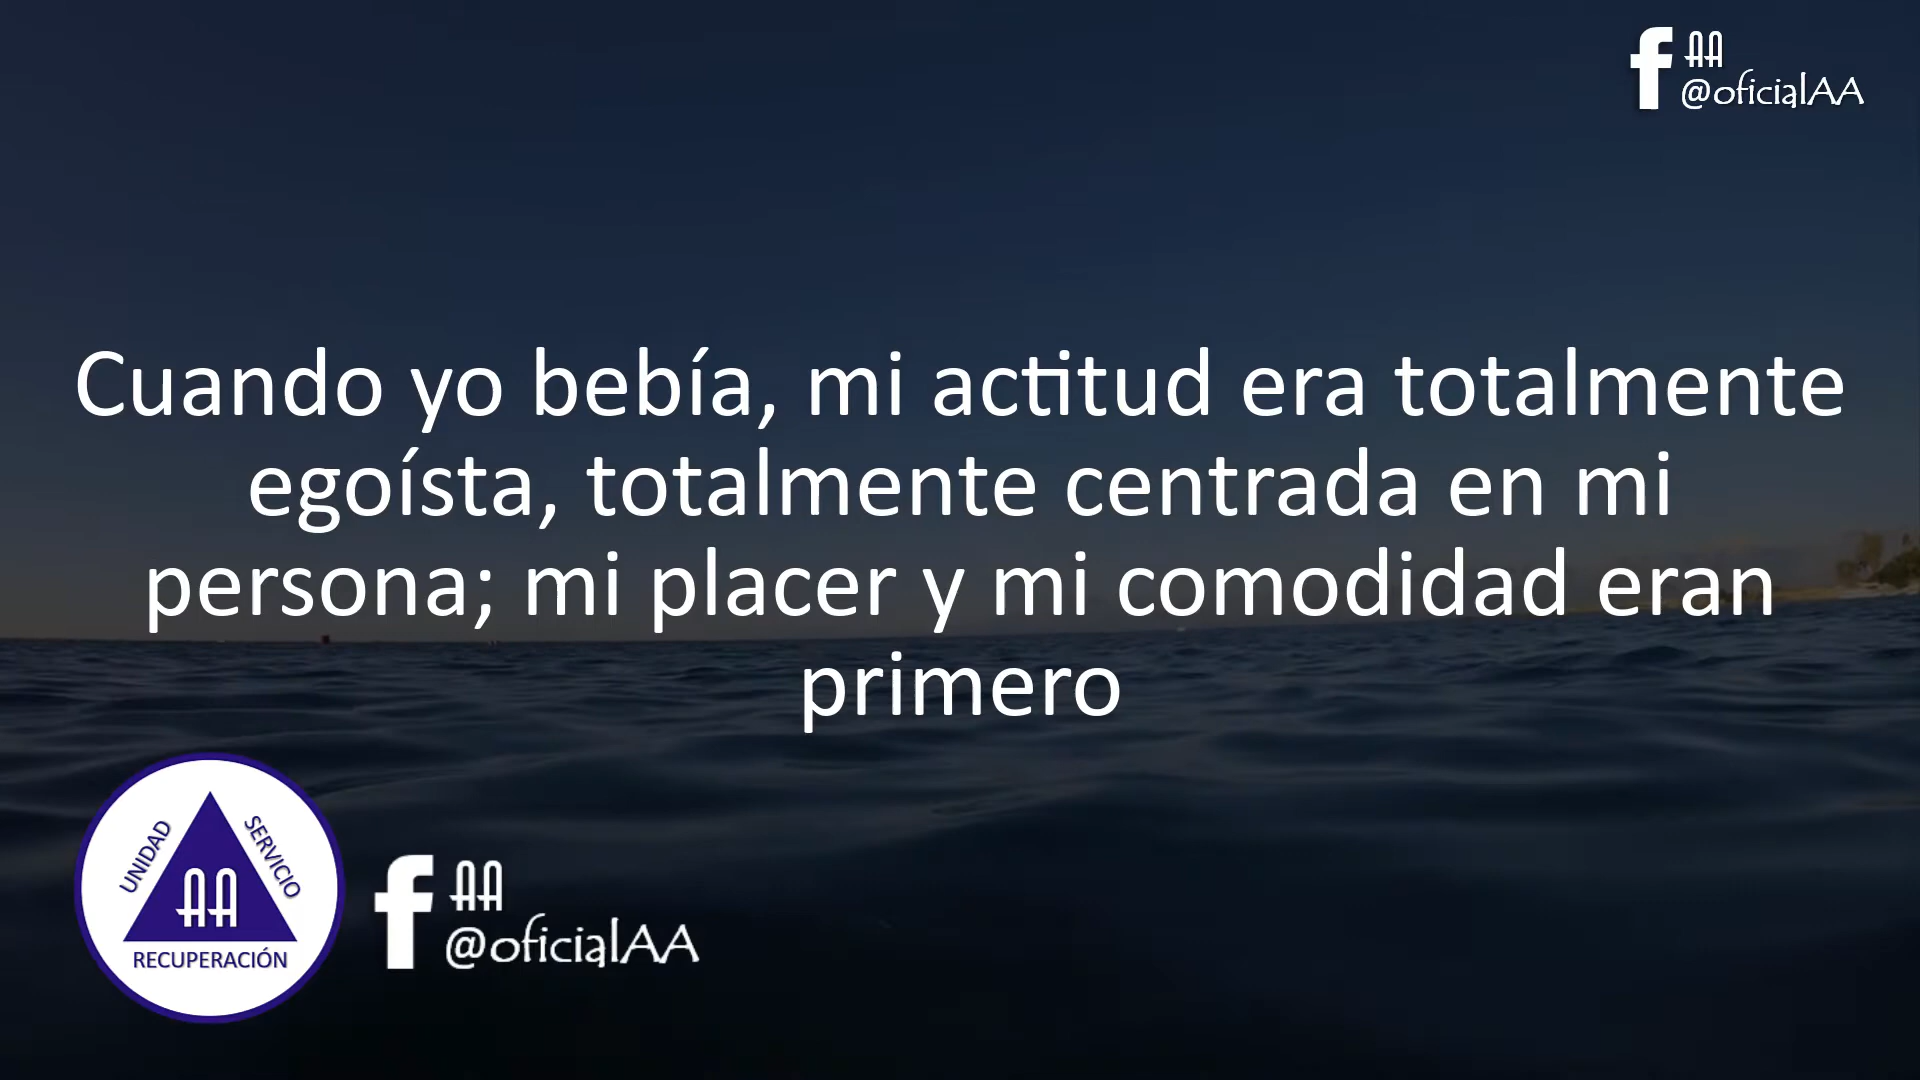 AA
@oficialAA
Cuando yo bebía, mi actitud era totalmente
egoísta, totalmente centrada en mi
persona; mi placer y mi comodidad eran
primero
UNIDAD
SERVICIO
AA
RECUPERACIÓN
AA
@oficialAA